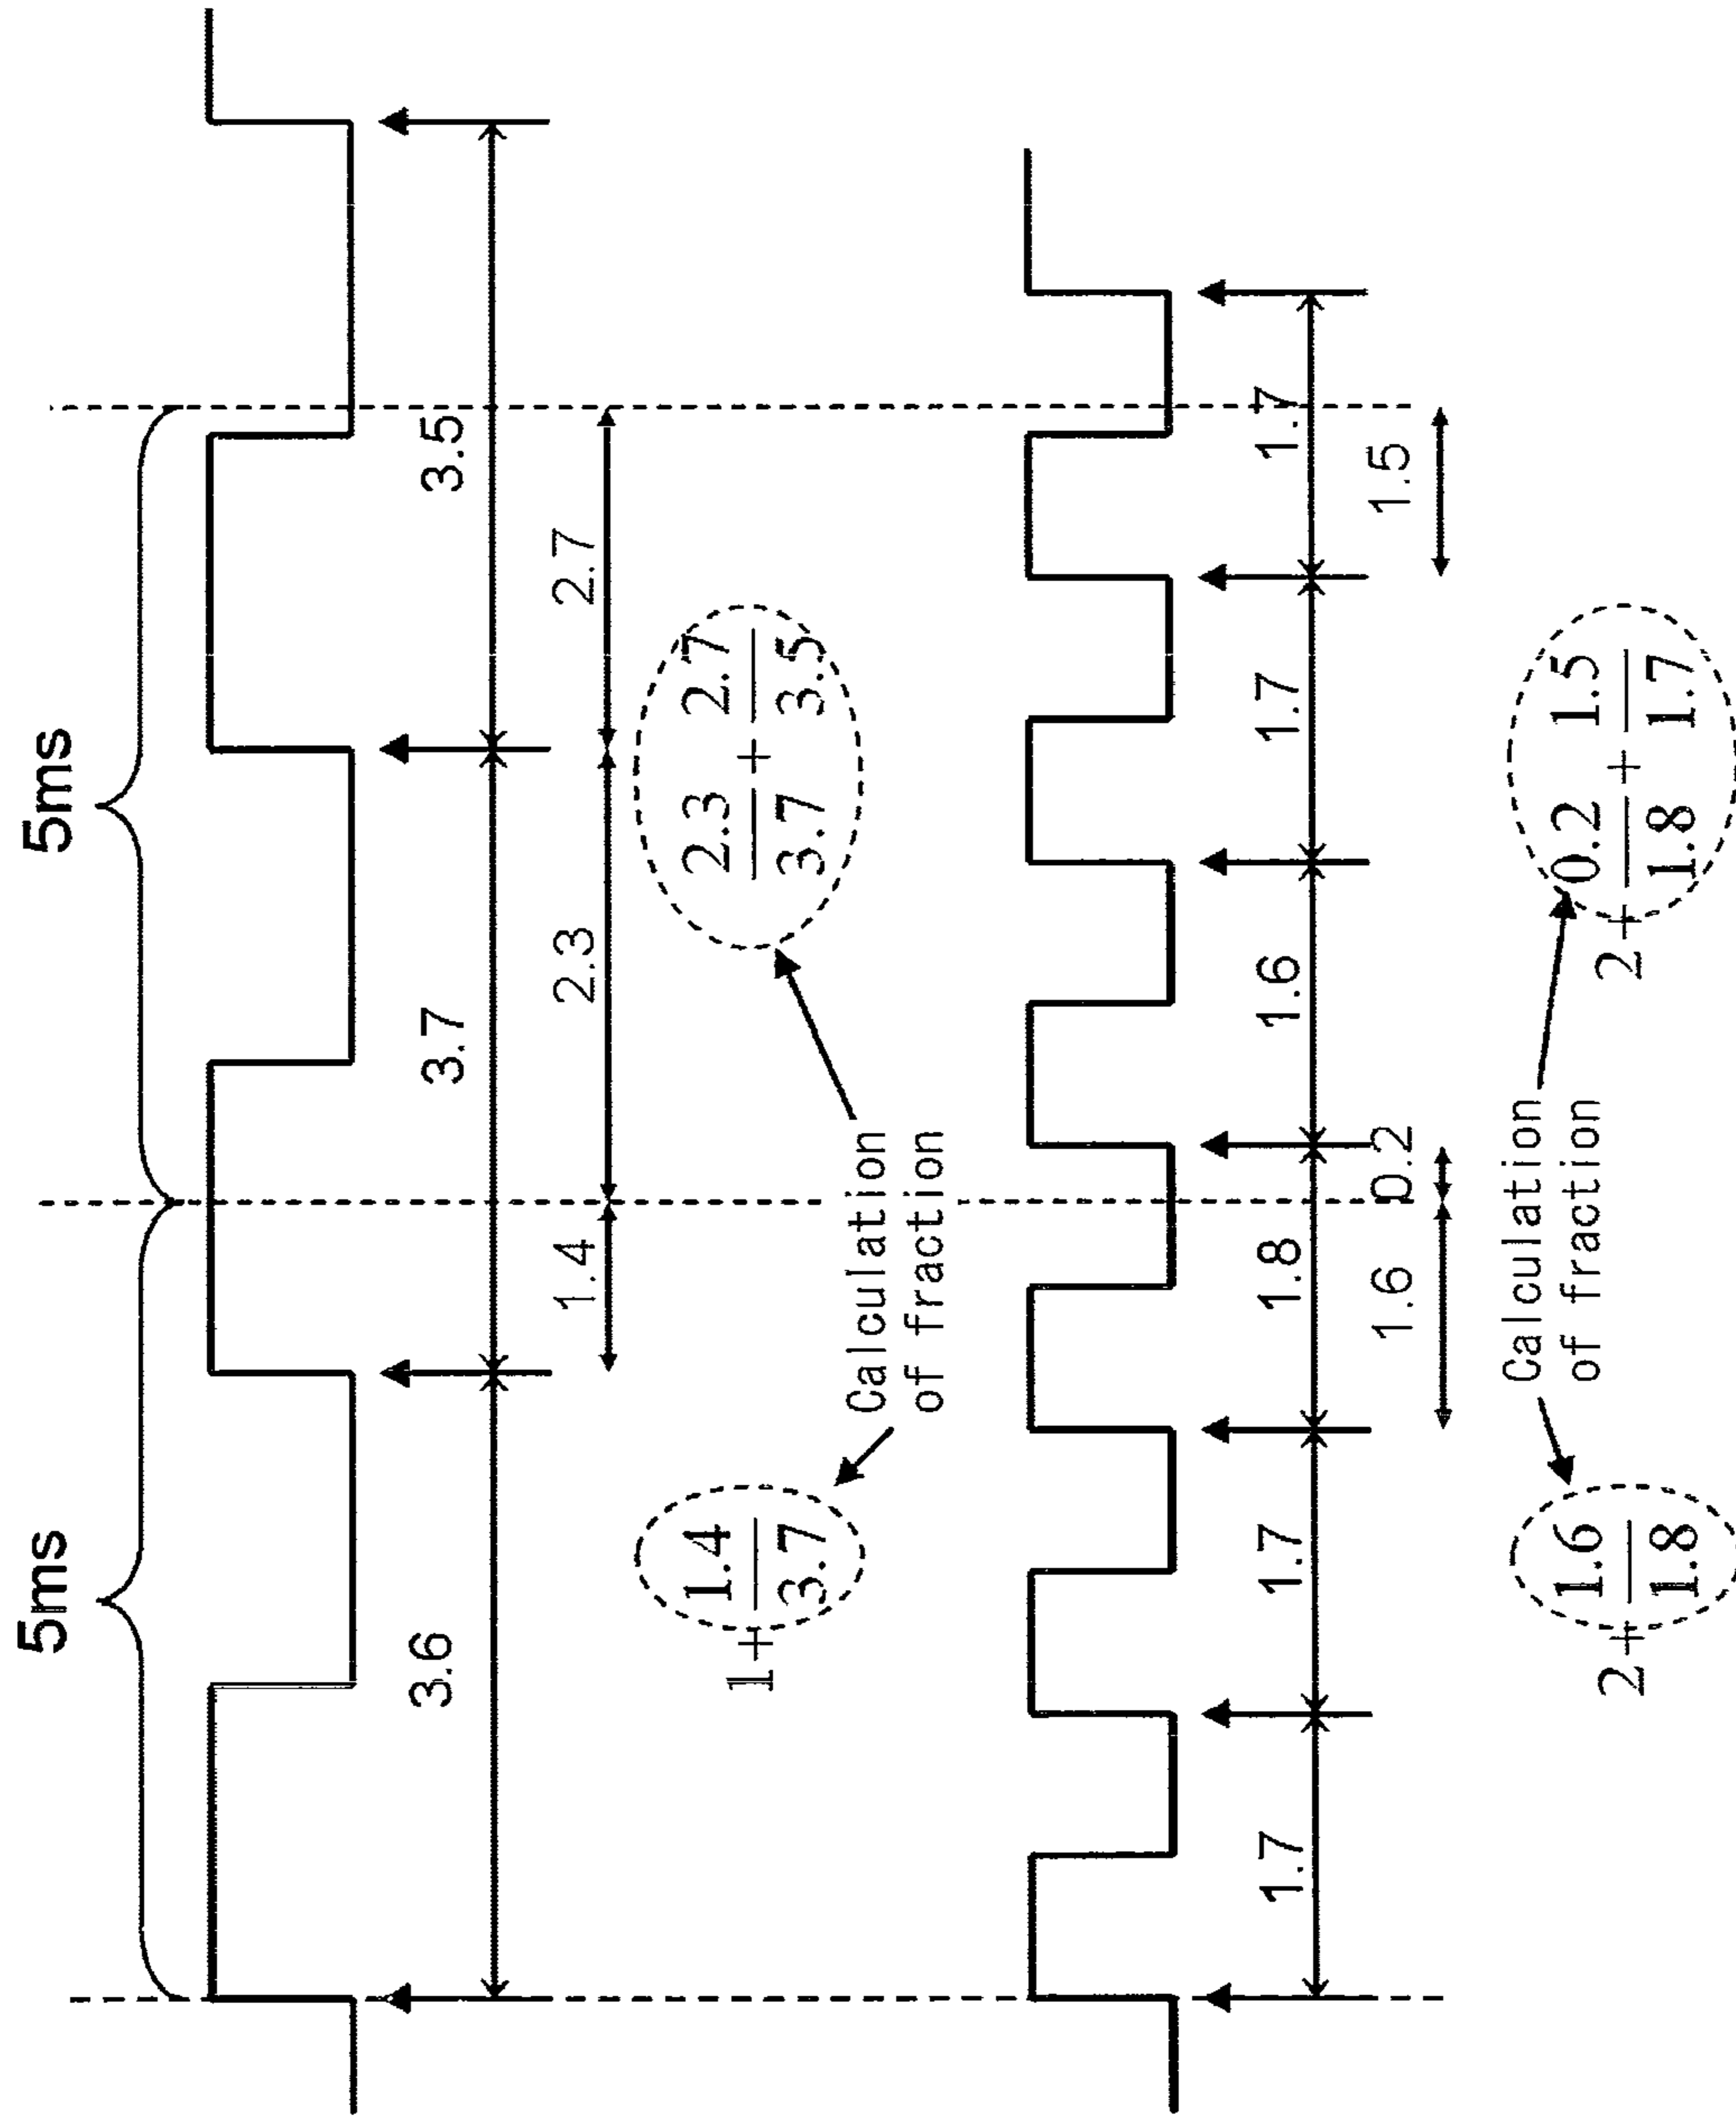 5ms 5ms
3.6 3.7 3.5
1.4 2.3 2.7
1+ 1.4/3.7
2.3/3.7 + 2.7/3.5
Calculation
of fraction
1.7 1.7 1.8 1.6 1.7 1.7
1.6 0.2 1.5
Calculation
of fraction
2+ 1.6/1.8
2+ 0.2/1.8 + 1.5/1.7